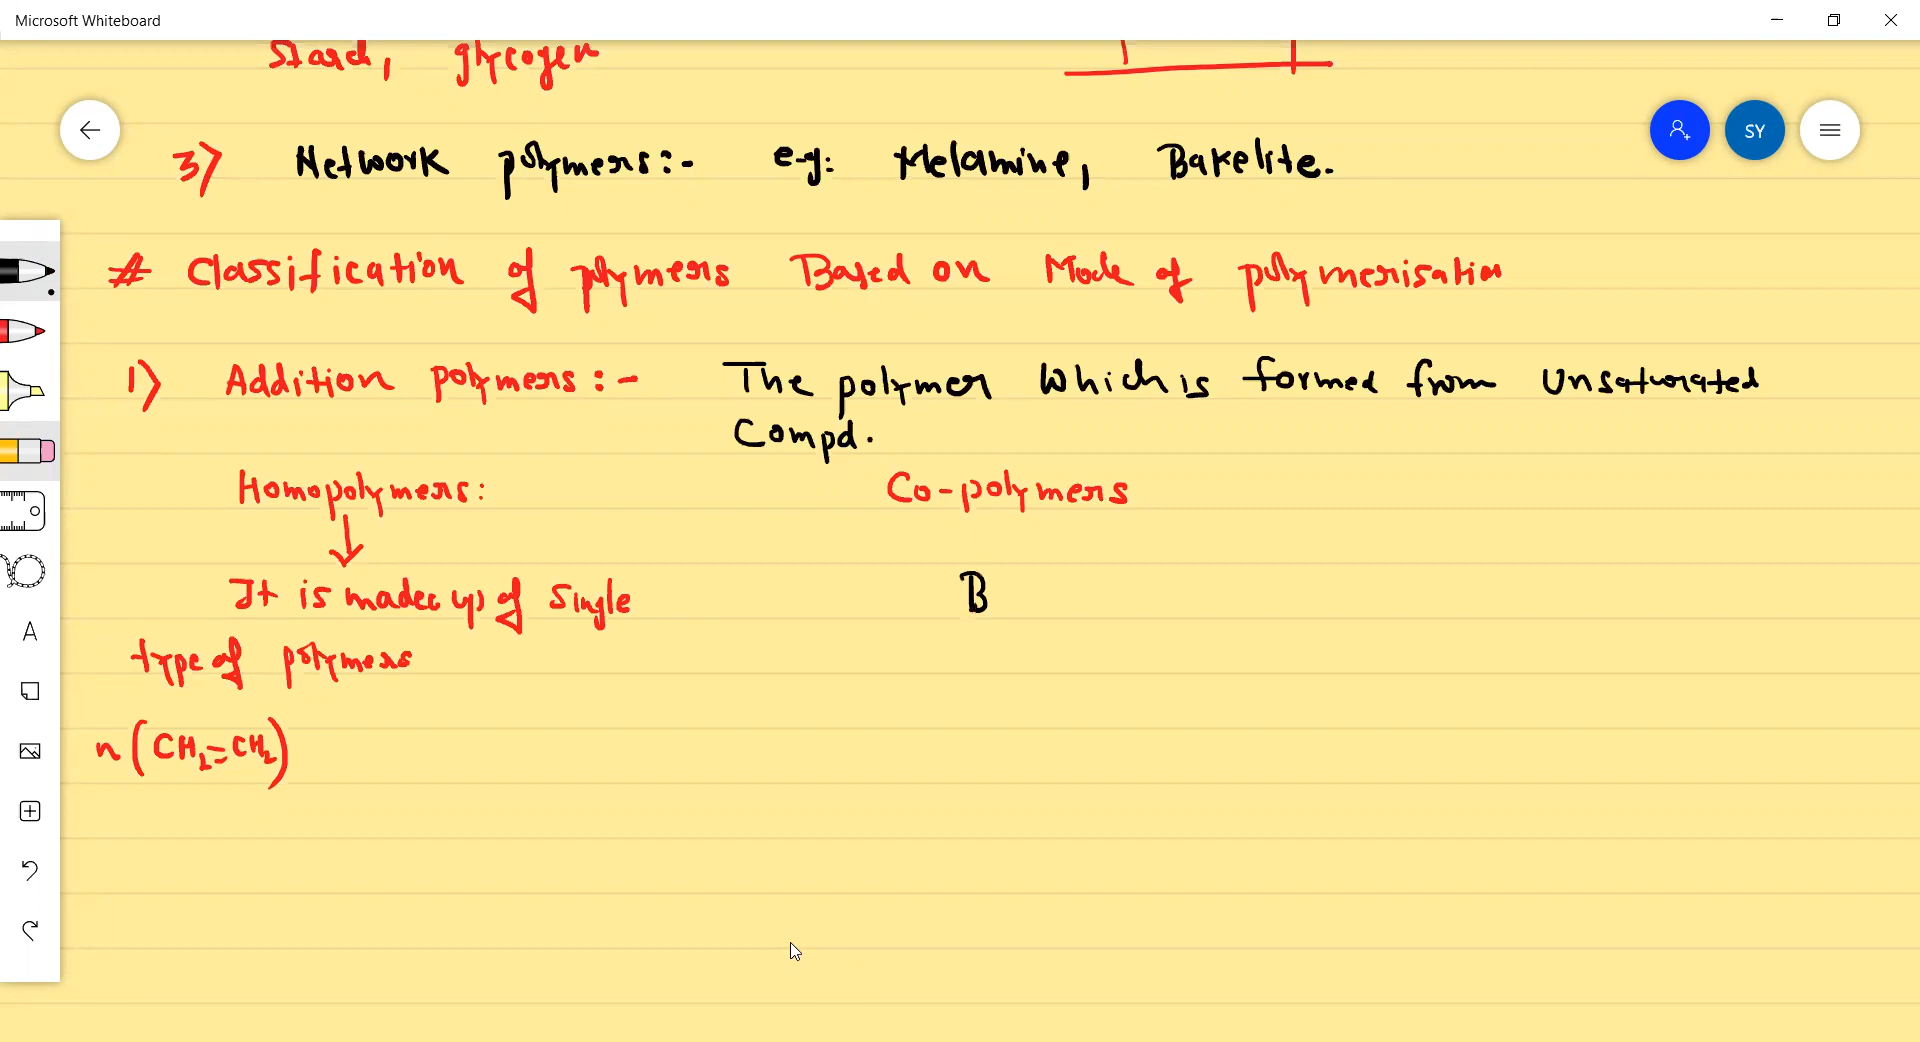 Microsoft Whiteboard
Starch, glycogen
SY
3) Network polymers:- e.g: Melamine, Bakelite.
# Classification of polymers Based on Mode of polymerisation
1) Addition polymers:- The polymer which is formed from unsaturated
Compd.
Homopolymers: Co-polymers
It is madec up of single B
type of polymers
n(CH₂=CH₂)
A